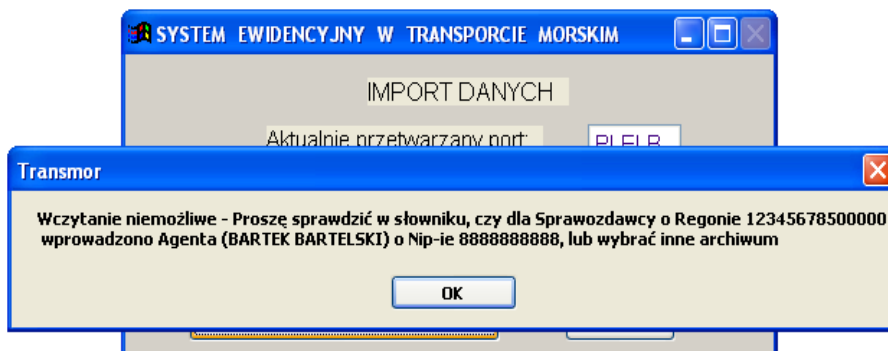 SYSTEM EWIDENCYJNY W TRANSPORCIE MORSKIM
IMPORT DANYCH
Aktualnie przetwarzany port: PLELB
Transmor
Wczytanie niemożliwe - Proszę sprawdzić w słowniku, czy dla Sprawozdawcy o Regonie 12345678500000
wprowadzono Agenta (BARTEK BARTELSKI) o Nip-ie 8888888888, lub wybrać inne archiwum
OK